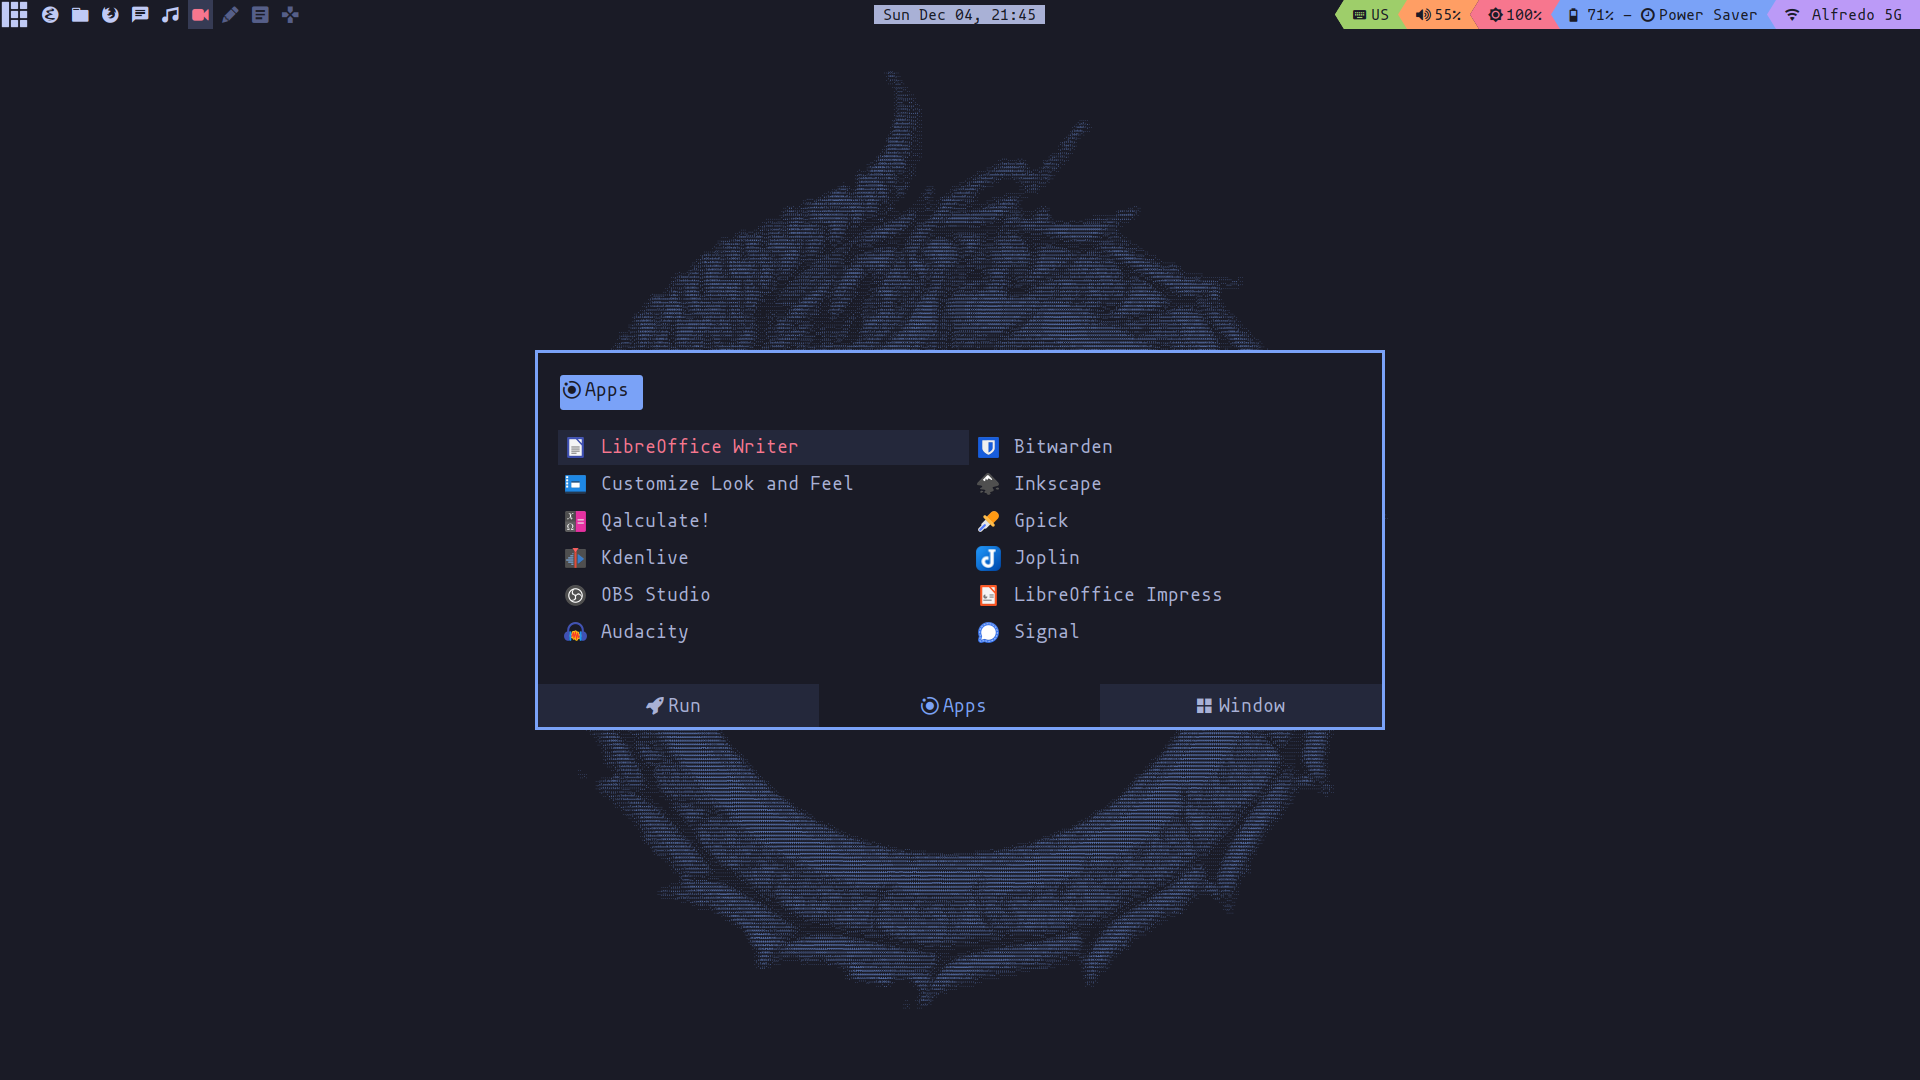 Sun Dec 04, 21:45
US 55% 100% 71% – Power Saver Alfredo 5G
Apps
LibreOffice Writer
Customize Look and Feel
Qalculate!
Kdenlive
OBS Studio
Audacity
Bitwarden
Inkscape
Gpick
Joplin
LibreOffice Impress
Signal
Run Apps Window